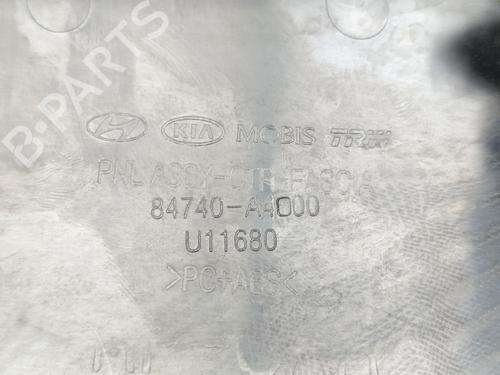 B-PARTS
KIA MOBIS TRW
PNL ASSY-CTR FASCIA
84740-A4000
U11680
>PC+ABS<